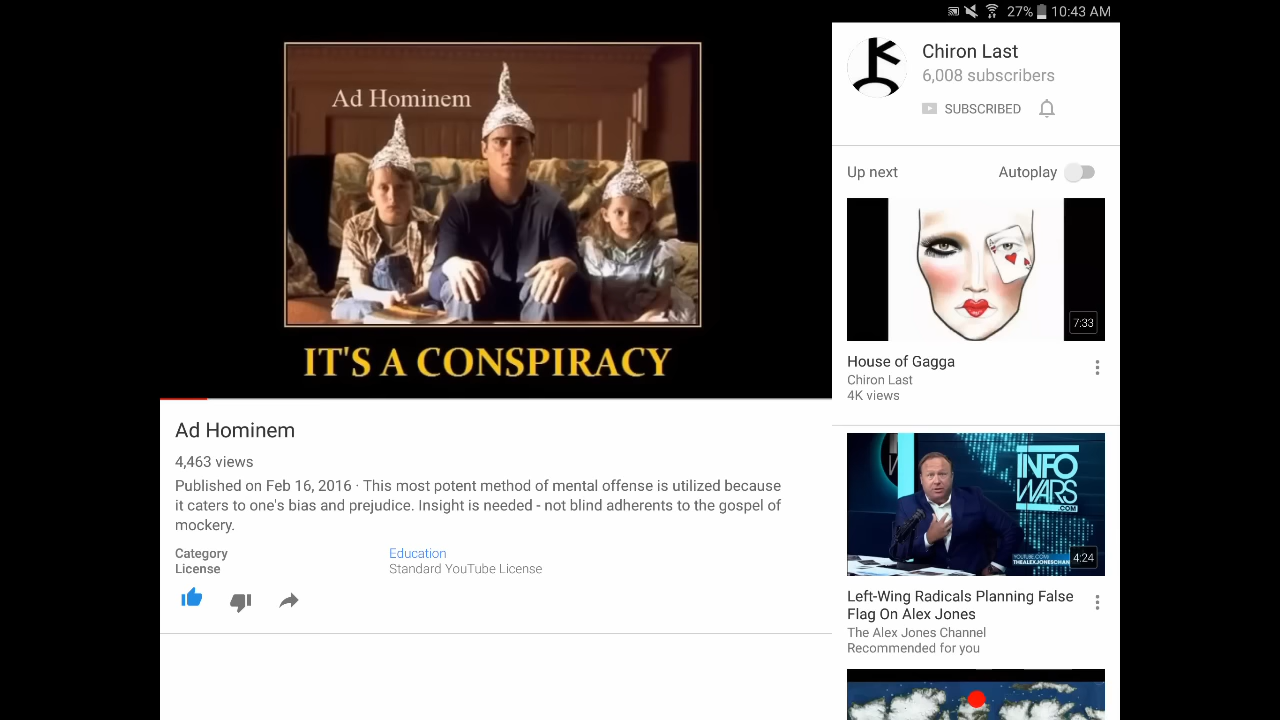 27% 10:43 AM
Ad Hominem
IT'S A CONSPIRACY
Ad Hominem
4,463 views
Published on Feb 16, 2016 · This most potent method of mental offense is utilized because
it caters to one's bias and prejudice. Insight is needed - not blind adherents to the gospel of
mockery.
Category Education
License Standard YouTube License
Chiron Last
6,008 subscribers
SUBSCRIBED
Up next Autoplay
7:33
House of Gagga
Chiron Last
4K views
INFO
WARS
.COM
YOUTUBE.COM/
THEALEXJONESCHAN
4:24
Left-Wing Radicals Planning False
Flag On Alex Jones
The Alex Jones Channel
Recommended for you